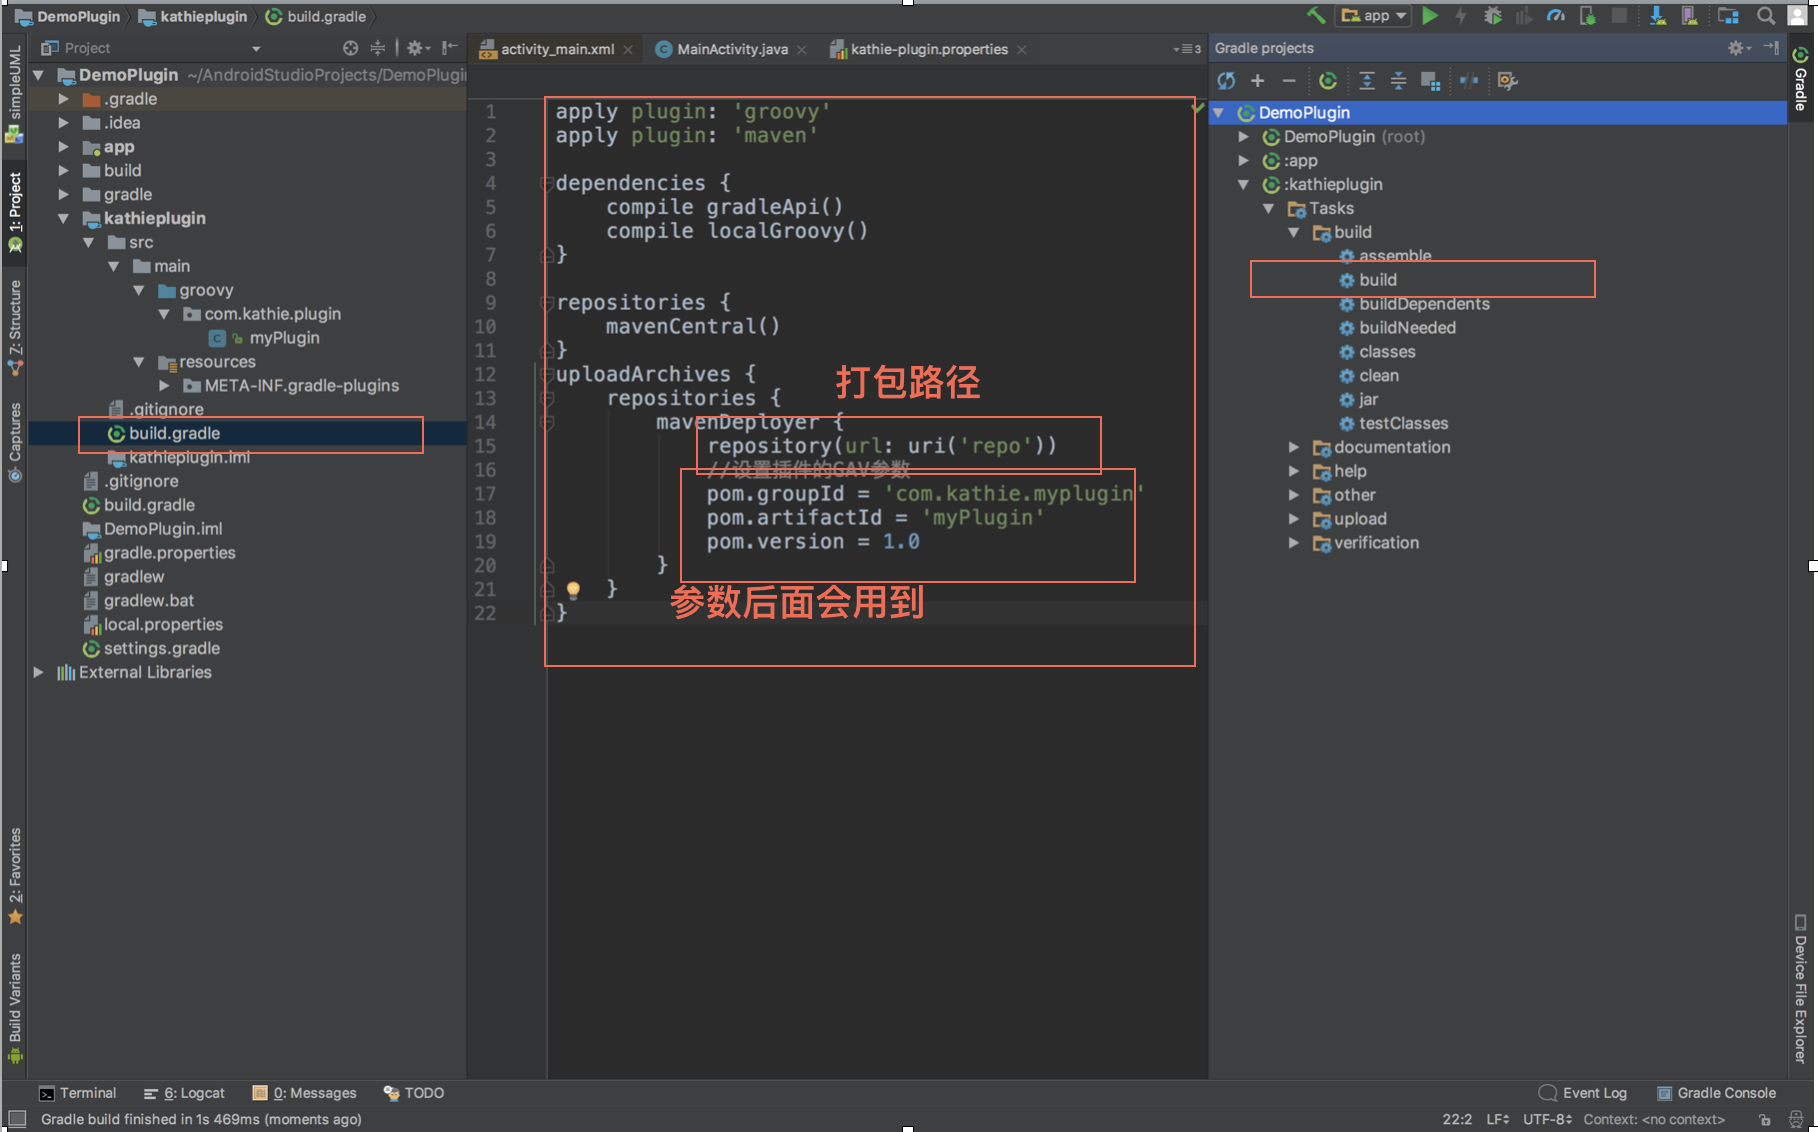 DemoPlugin kathieplugin build.gradle
app
Project
activity_main.xml
MainActivity.java
kathie-plugin.properties
3
Gradle projects
simpleUML
1: Project
7: Structure
Captures
2: Favorites
Build Variants
DemoPlugin ~/AndroidStudioProjects/DemoPlugin
.gradle
.idea
app
build
gradle
kathieplugin
src
main
groovy
com.kathie.plugin
myPlugin
resources
META-INF.gradle-plugins
.gitignore
build.gradle
kathieplugin.iml
.gitignore
build.gradle
DemoPlugin.iml
gradle.properties
gradlew
gradlew.bat
local.properties
settings.gradle
External Libraries
1 apply plugin: 'groovy'
2 apply plugin: 'maven'
3
4 dependencies {
5 compile gradleApi()
6 compile localGroovy()
7 }
8
9 repositories {
10 mavenCentral()
11 }
12 uploadArchives {
打包路径
13 repositories {
14 mavenDeployer {
15 repository(url: uri('repo'))
16 //设置插件的GAV参数
17 pom.groupId = 'com.kathie.myplugin'
18 pom.artifactId = 'myPlugin'
19 pom.version = 1.0
20 }
21 }
参数后面会用到
22 }
DemoPlugin
DemoPlugin (root)
:app
:kathieplugin
Tasks
build
assemble
build
buildDependents
buildNeeded
classes
clean
jar
testClasses
documentation
help
other
upload
verification
Gradle
Device File Explorer
Terminal 6: Logcat 0: Messages TODO
Event Log Gradle Console
Gradle build finished in 1s 469ms (moments ago)
22:2 LF UTF-8 Context: <no context>